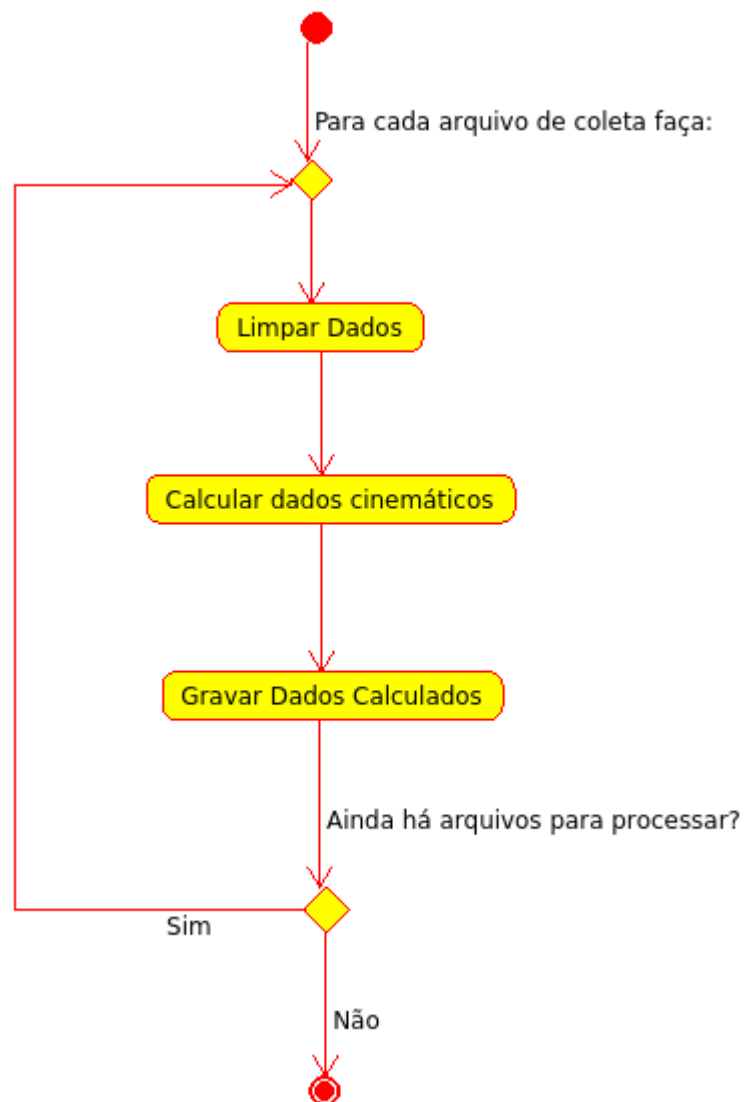 Para cada arquivo de coleta faça:
Limpar Dados
Calcular dados cinemáticos
Gravar Dados Calculados
Ainda há arquivos para processar?
Sim
Não